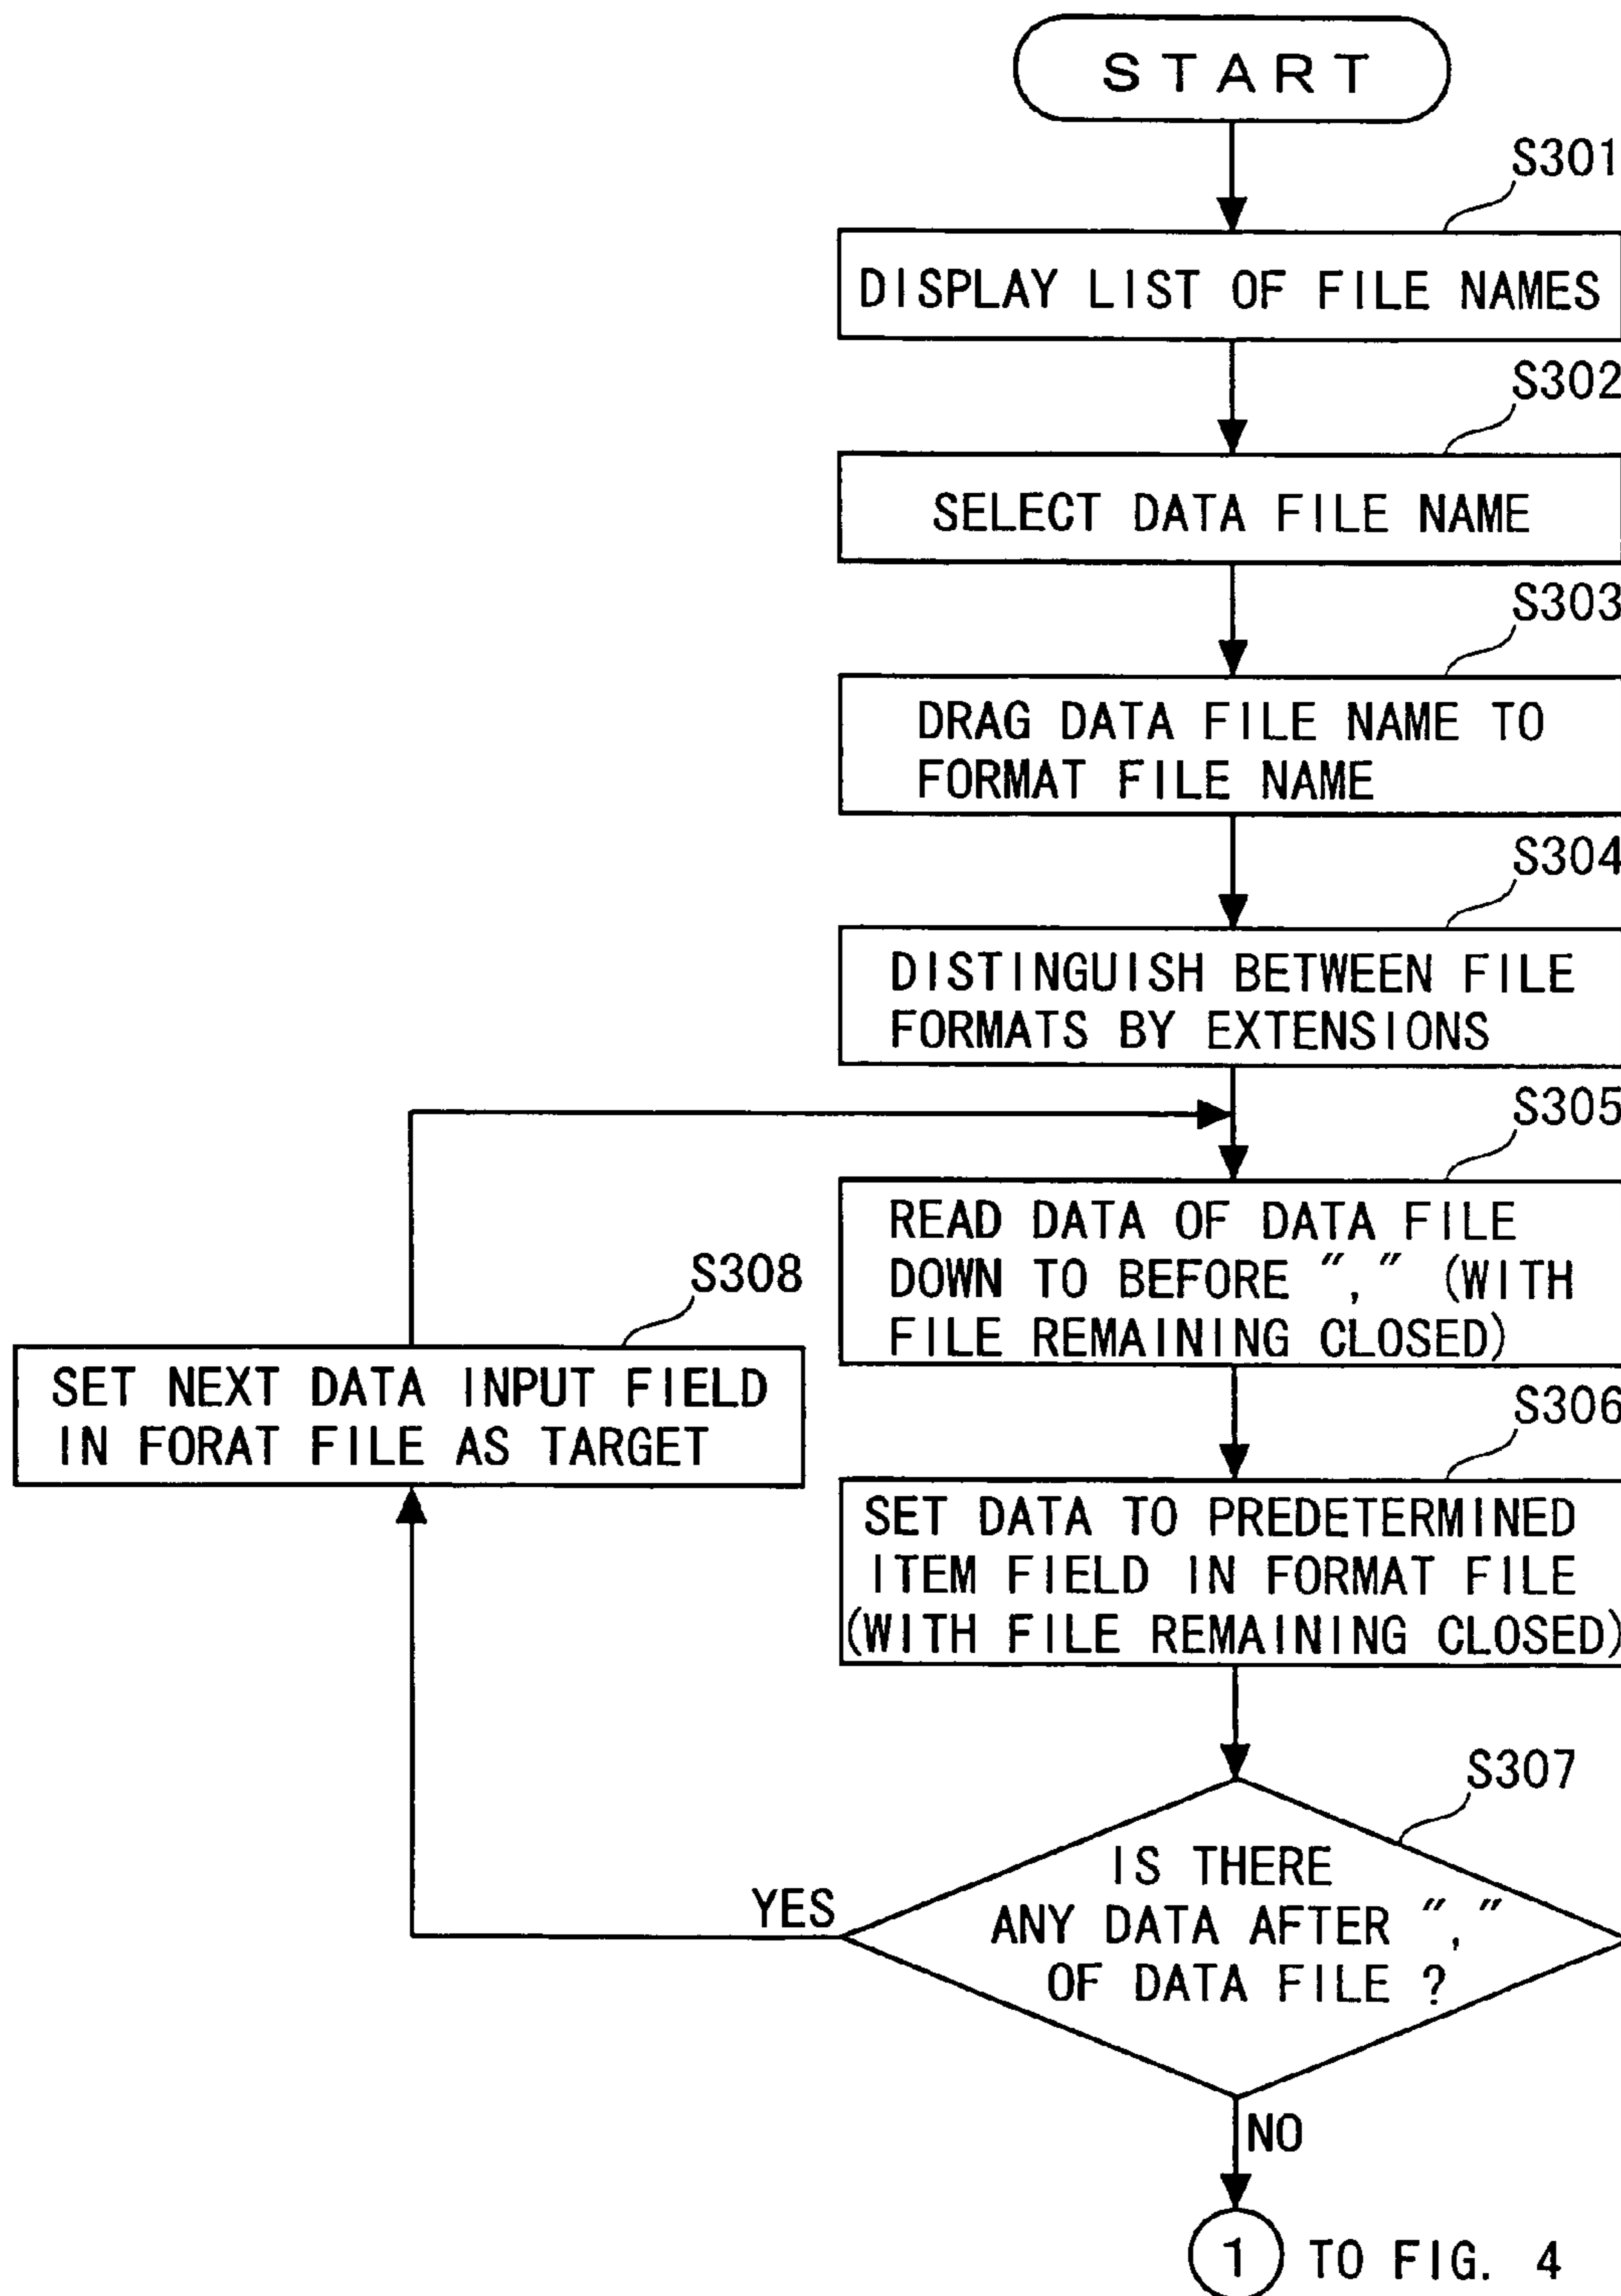 START
S301
DISPLAY LIST OF FILE NAMES
S302
SELECT DATA FILE NAME
S303
DRAG DATA FILE NAME TO
FORMAT FILE NAME
S304
DISTINGUISH BETWEEN FILE
FORMATS BY EXTENSIONS
S305
READ DATA OF DATA FILE
DOWN TO BEFORE "," (WITH
FILE REMAINING CLOSED)
S308
SET NEXT DATA INPUT FIELD
IN FORAT FILE AS TARGET
S306
SET DATA TO PREDETERMINED
ITEM FIELD IN FORMAT FILE
(WITH FILE REMAINING CLOSED)
S307
IS THERE
ANY DATA AFTER ","
OF DATA FILE ?
YES
NO
1 TO FIG. 4